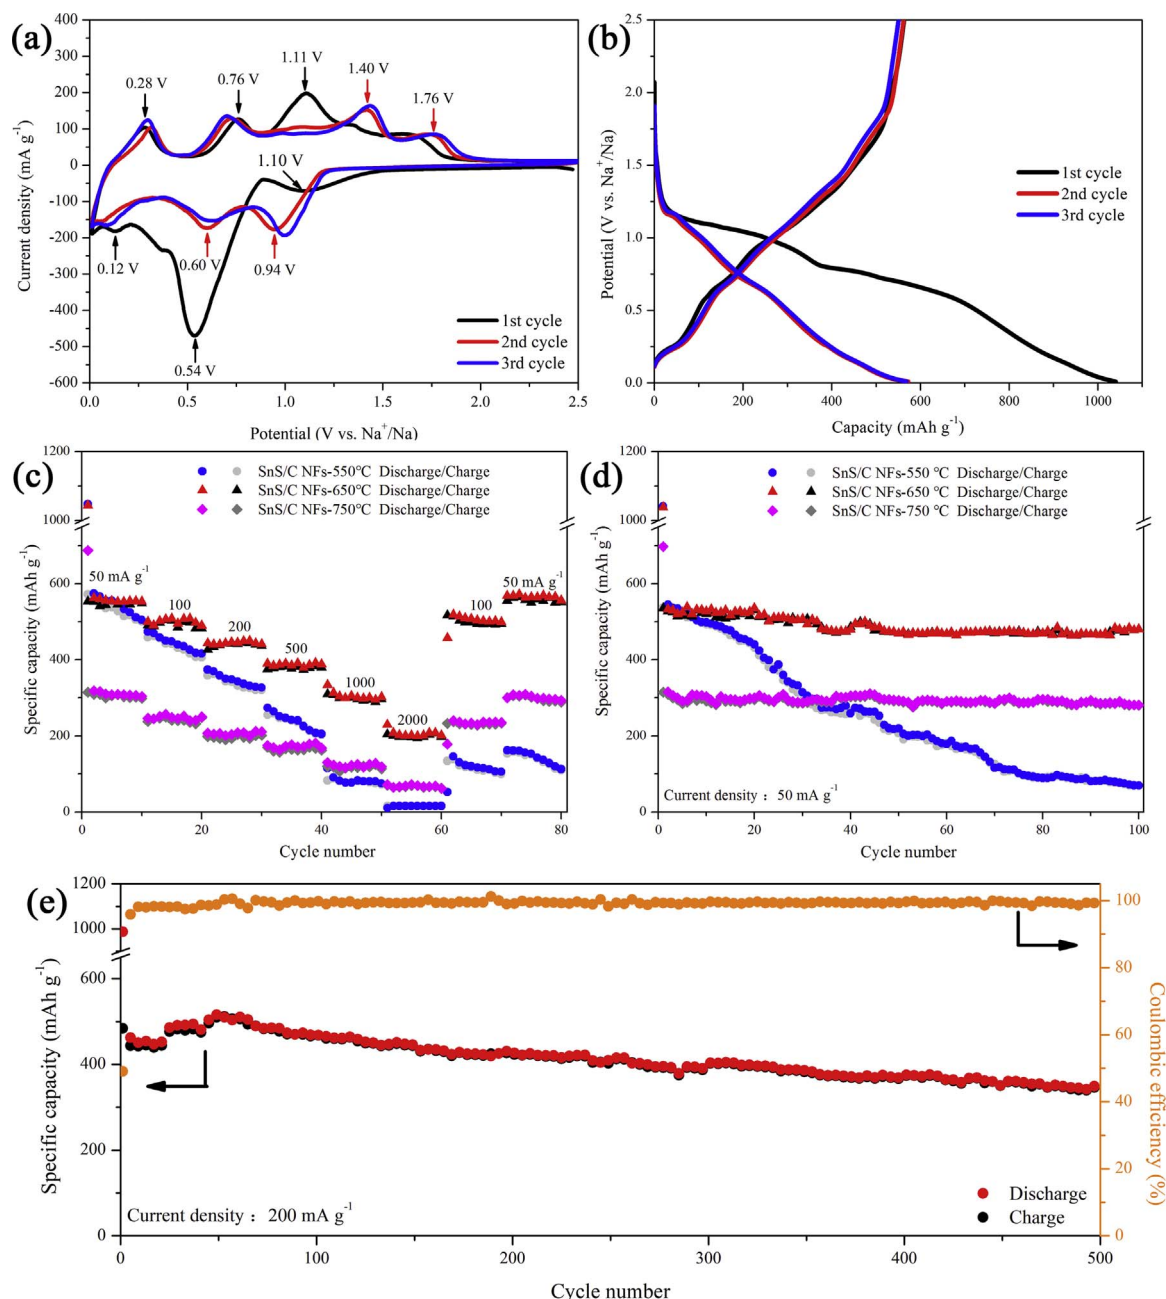 (a)
Current density (mA g-1)
400
300
200
100
0
-100
-200
-300
-400
-500
-600
0.28 V
0.76 V
1.11 V
1.40 V
1.76 V
1.10 V
0.12 V
0.60 V
0.94 V
0.54 V
1st cycle
2nd cycle
3rd cycle
0.0 0.5 1.0 1.5 2.0 2.5
Potential (V vs. Na+/Na)
(b)
Potential (V vs. Na+/Na)
2.5
2.0
1.5
1.0
0.5
0.0
1st cycle
2nd cycle
3rd cycle
0 200 400 600 800 1000
Capacity (mAh g-1)
(c)
Specific capacity (mAh g-1)
1200
1000
600
400
200
0
SnS/C NFs-550℃ Discharge/Charge
SnS/C NFs-650℃ Discharge/Charge
SnS/C NFs-750℃ Discharge/Charge
50 mA g-1
100
200
500
1000
2000
100
50 mA g-1
0 20 40 60 80
Cycle number
(d)
Specific capacity (mAh g-1)
1200
1000
600
400
200
0
SnS/C NFs-550 ℃ Discharge/Charge
SnS/C NFs-650 ℃ Discharge/Charge
SnS/C NFs-750 ℃ Discharge/Charge
Current density : 50 mA g-1
0 20 40 60 80 100
Cycle number
(e)
Specific capacity (mAh g-1)
1200
1000
600
400
200
0
Current density : 200 mA g-1
Discharge
Charge
100
80
60
40
20
0
Coulombic efficiency (%)
0 100 200 300 400 500
Cycle number